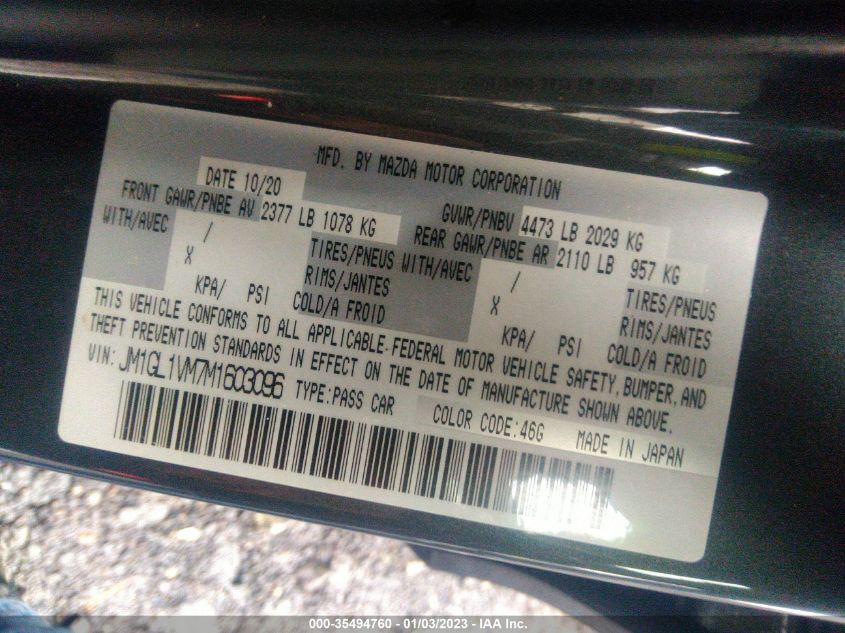 MFD. BY MAZDA MOTOR CORPORATION
DATE 10/20
GVWR/PNBV 4473 LB 2029 KG
FRONT GAWR/PNBE AV 2377 LB 1078 KG
REAR GAWR/PNBE AR 2110 LB 957 KG
WITH/AVEC / TIRES/PNEUS WITH/AVEC / TIRES/PNEUS
X RIMS/JANTES X RIMS/JANTES
KPA/ PSI COLD/A FROID KPA/ PSI COLD/A FROID
THIS VEHICLE CONFORMS TO ALL APPLICABLE FEDERAL MOTOR VEHICLE SAFETY, BUMPER, AND
THEFT PREVENTION STANDARDS IN EFFECT ON THE DATE OF MANUFACTURE SHOWN ABOVE.
VIN: JM1GL1VM7M1603096 TYPE:PASS CAR
COLOR CODE:46G MADE IN JAPAN
000-35494760 - 01/03/2023 - IAA Inc.